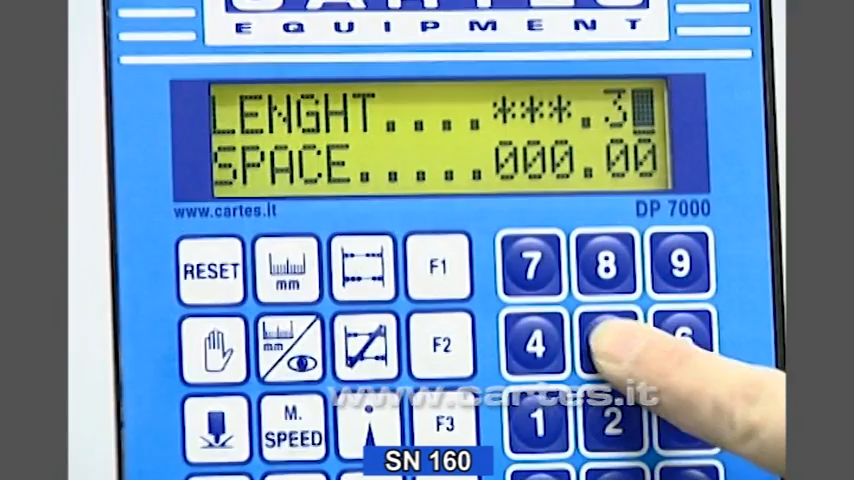 CARTES
EQUIPMENT
LENGHT....***.3
SPACE.....000.00
www.cartes.it
DP 7000
RESET
mm
F1
7
8
9
mm
F2
4
6
www.cartes.it
M.
SPEED
F3
1
2
SN 160